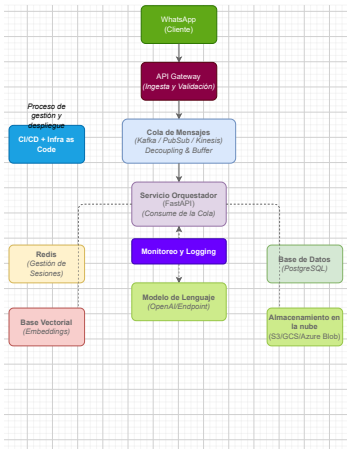 WhatsApp
(Cliente)
API Gateway
(Ingesta y Validación)
Proceso de
gestión y
despliegue
CI/CD + Infra as
Code
Cola de Mensajes
(Kafka / PubSub / Kinesis)
Decoupling & Buffer
Servicio Orquestador
(FastAPI)
(Consume de la Cola)
Redis
(Gestión de
Sesiones)
Monitoreo y Logging
Base de Datos
(PostgreSQL)
Base Vectorial
(Embeddings)
Modelo de Lenguaje
(OpenAI/Endpoint)
Almacenamiento en
la nube
(S3/GCS/Azure Blob)